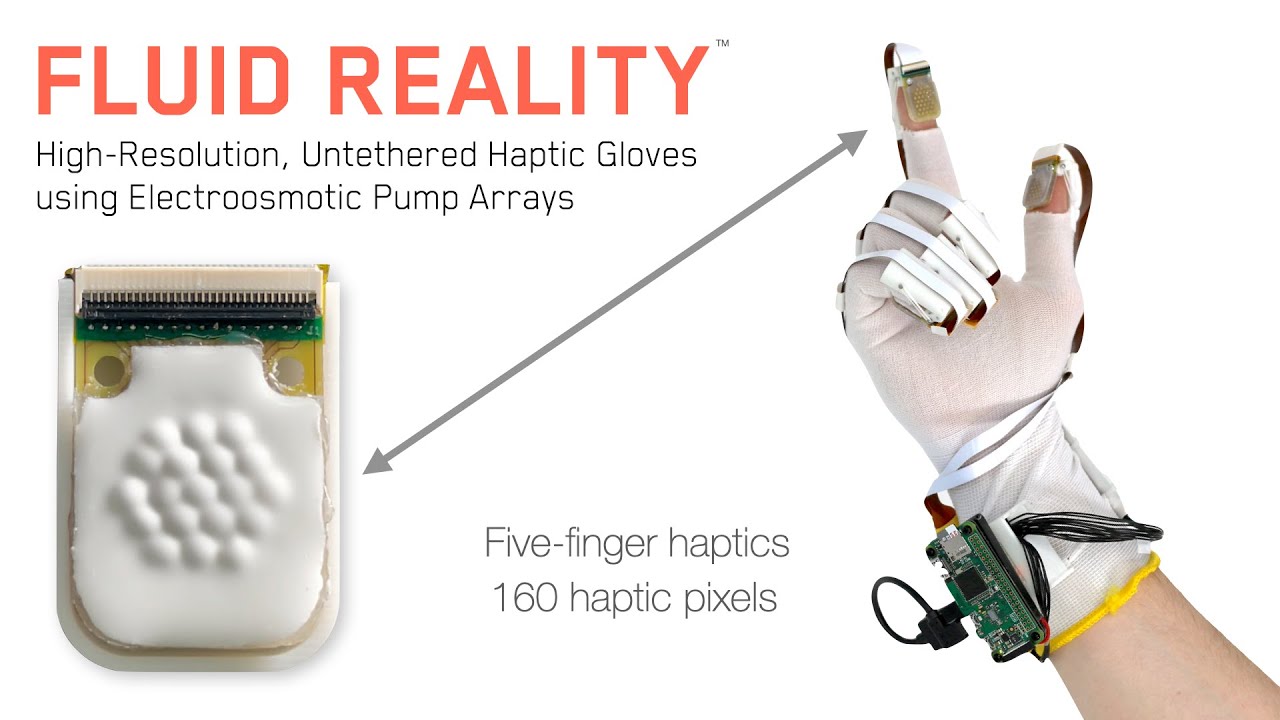 FLUID REALITY™
High-Resolution, Untethered Haptic Gloves
using Electroosmotic Pump Arrays
Five-finger haptics
160 haptic pixels